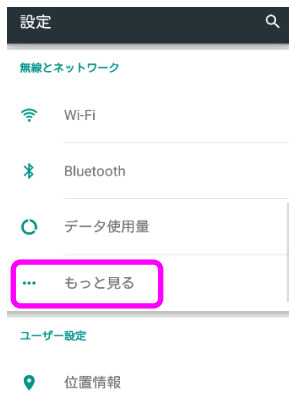 設定
無線とネットワーク
Wi-Fi
Bluetooth
データ使用量
もっと見る
ユーザー設定
位置情報